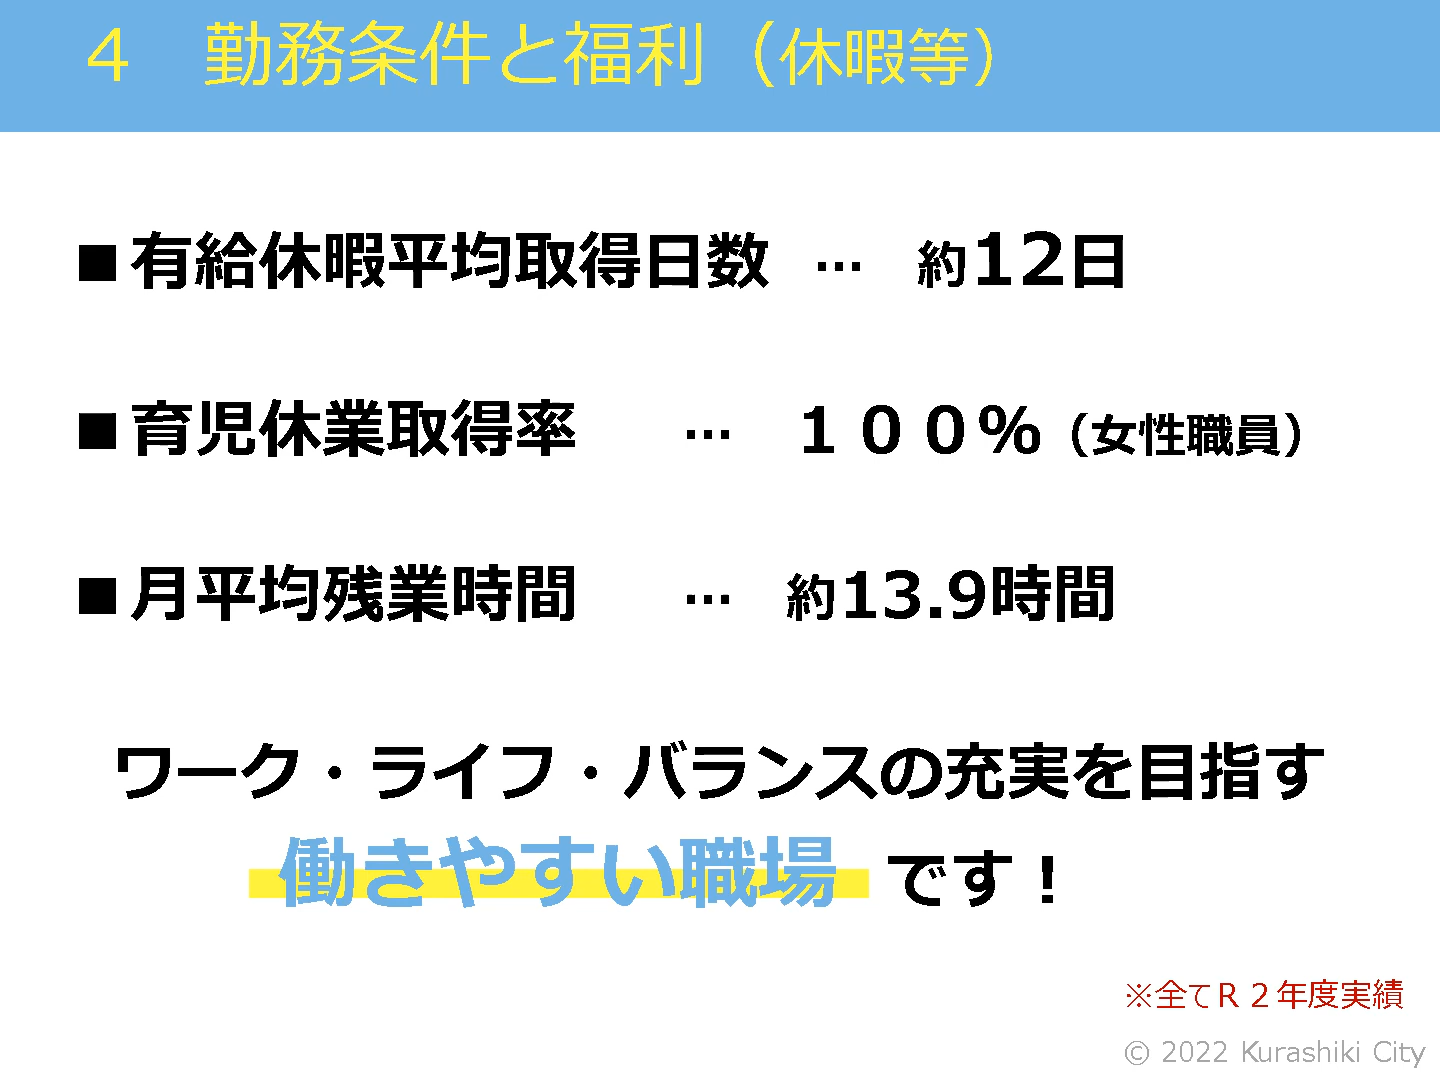 ４　勤務条件と福利（休暇等）
■有給休暇平均取得日数　…　約12日
■育児休業取得率　…　１００％（女性職員）
■月平均残業時間　…　約13.9時間
ワーク・ライフ・バランスの充実を目指す
働きやすい職場 です！
※全てＲ２年度実績
© 2022 Kurashiki City